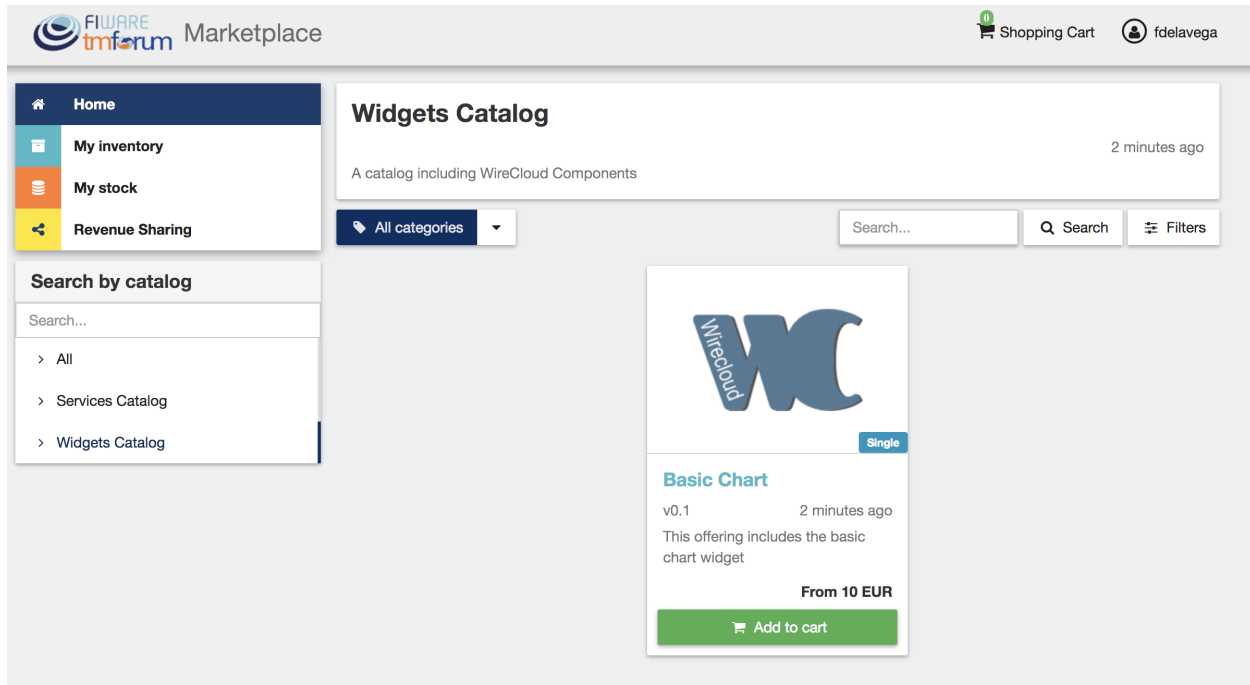 FIWARE
tmforum
Marketplace
0
Shopping Cart
fdelavega
Home
My inventory
My stock
Revenue Sharing
Search by catalog
Search...
All
Services Catalog
Widgets Catalog
Widgets Catalog
2 minutes ago
A catalog including WireCloud Components
All categories
Search...
Search
Filters
WC
Wirecloud
Single
Basic Chart
v0.1
2 minutes ago
This offering includes the basic
chart widget
From 10 EUR
Add to cart